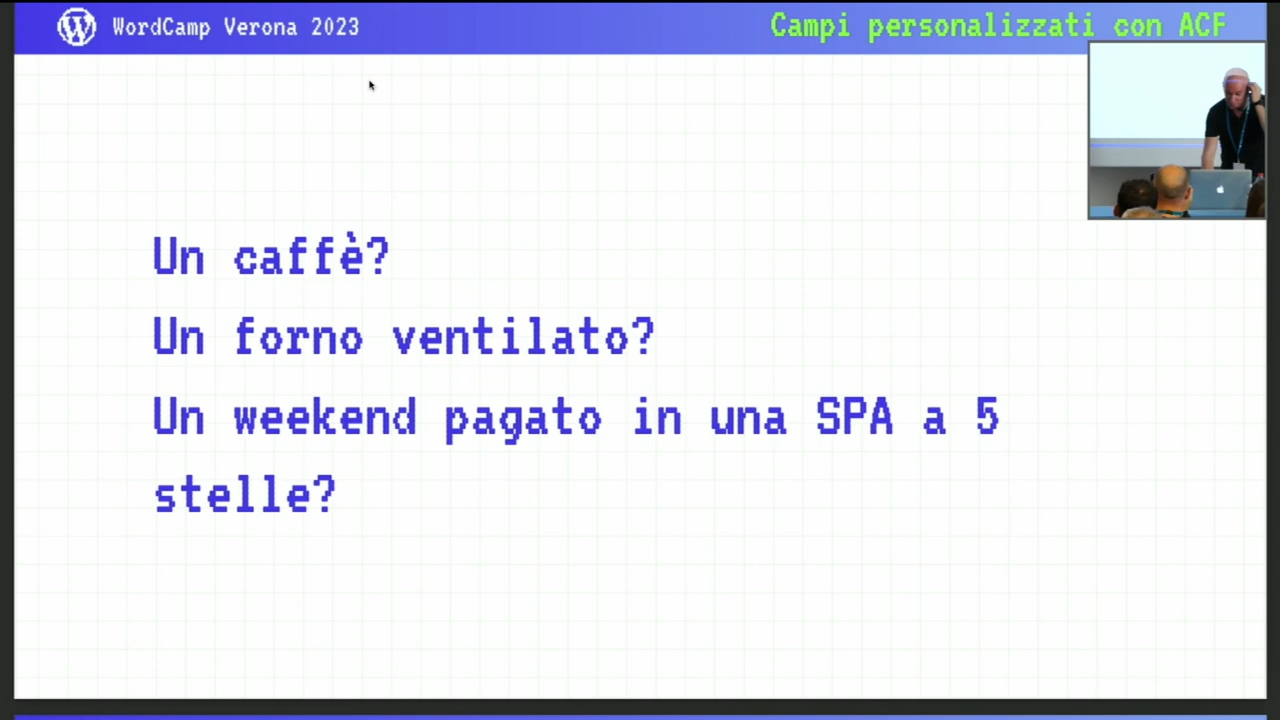 WordCamp Verona 2023
Campi personalizzati con ACF
Un caffè?
Un forno ventilato?
Un weekend pagato in una SPA a 5
stelle?